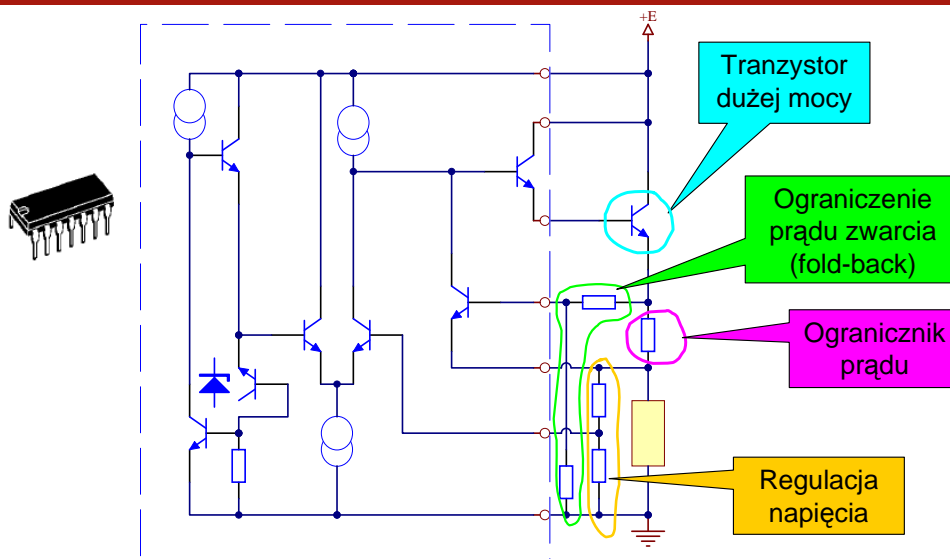 +E
Tranzystor
dużej mocy
Ograniczenie
prądu zwarcia
(fold-back)
Ogranicznik
prądu
Regulacja
napięcia